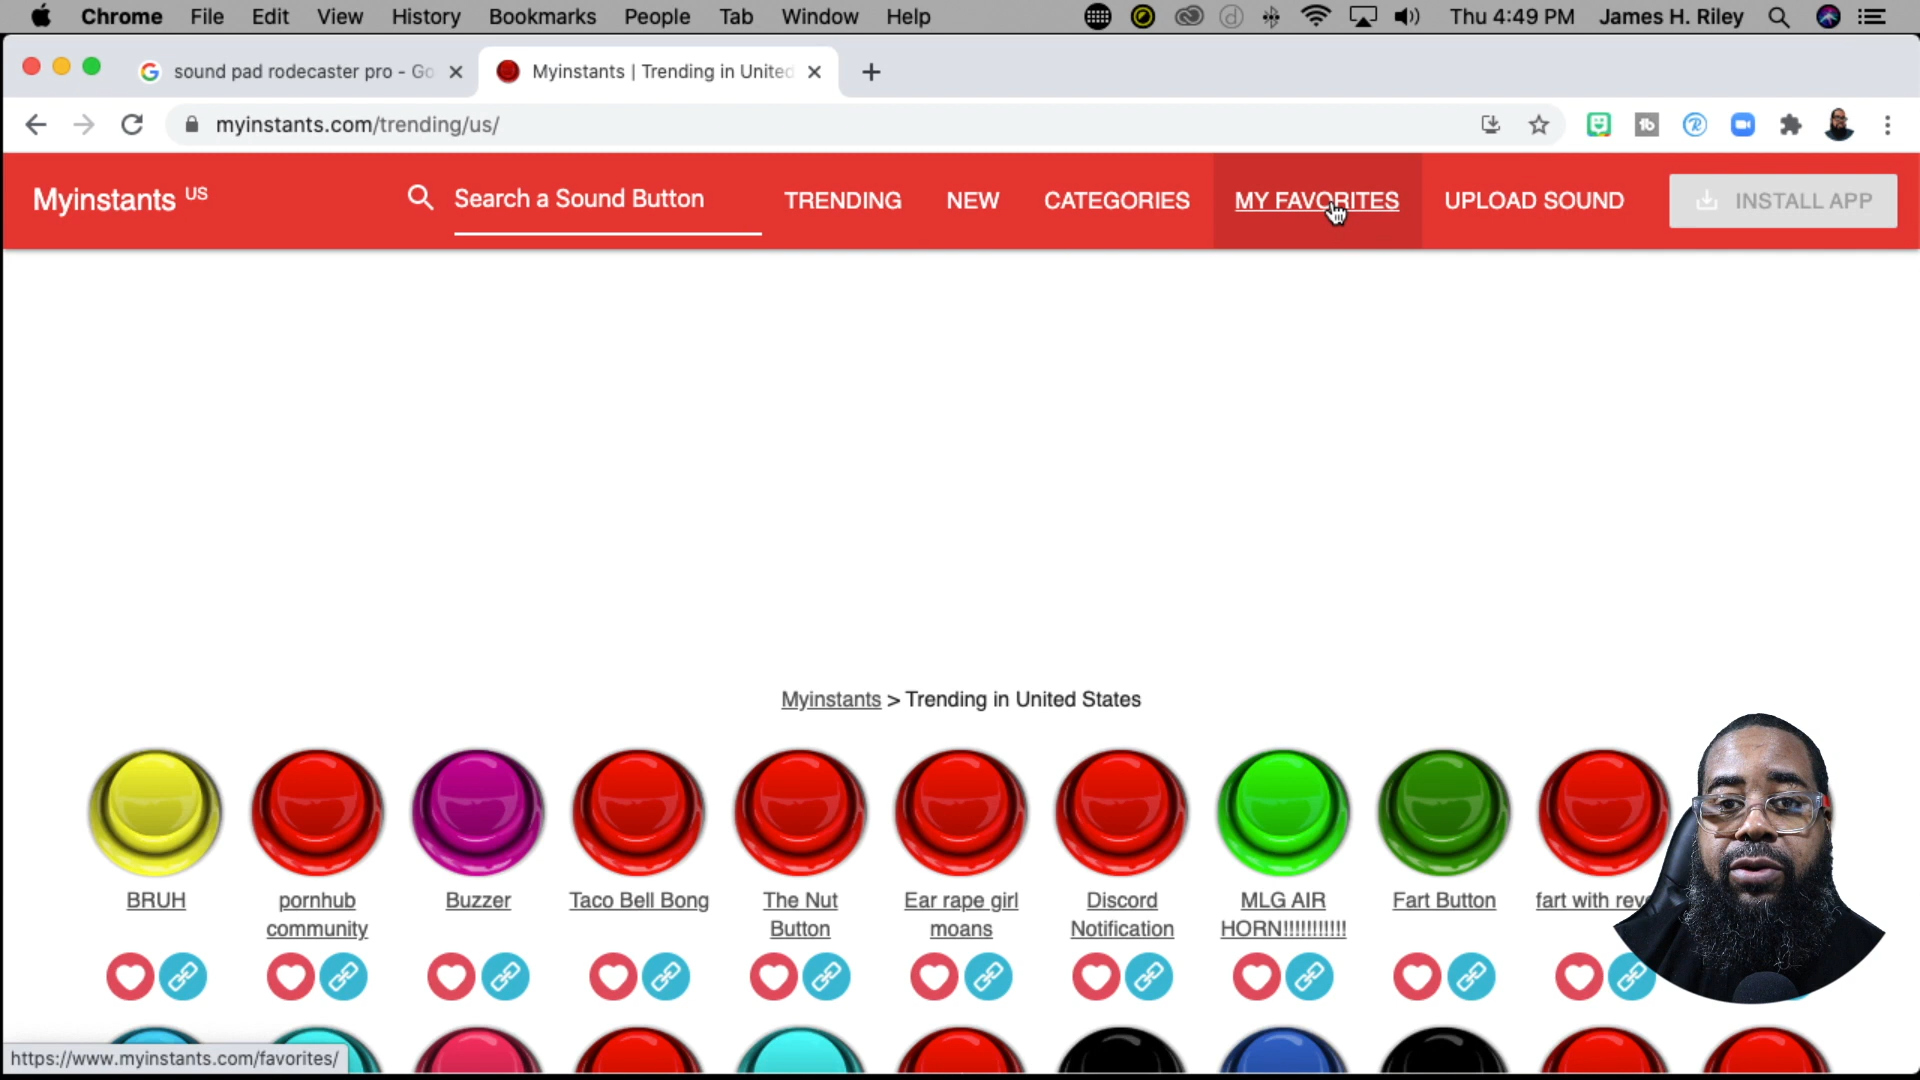 Chrome File Edit View History Bookmarks People Tab Window Help Thu 4:49 PM James H. Riley
sound pad rodecaster pro - Go Myinstants | Trending in United
myinstants.com/trending/us/
Myinstants US Search a Sound Button TRENDING NEW CATEGORIES MY FAVORITES UPLOAD SOUND INSTALL APP
Myinstants > Trending in United States
BRUH pornhub Buzzer Taco Bell Bong The Nut Ear rape girl Discord MLG AIR Fart Button fart with rev
community Button moans Notification HORN!!!!!!!!!!!
https://www.myinstants.com/favorites/